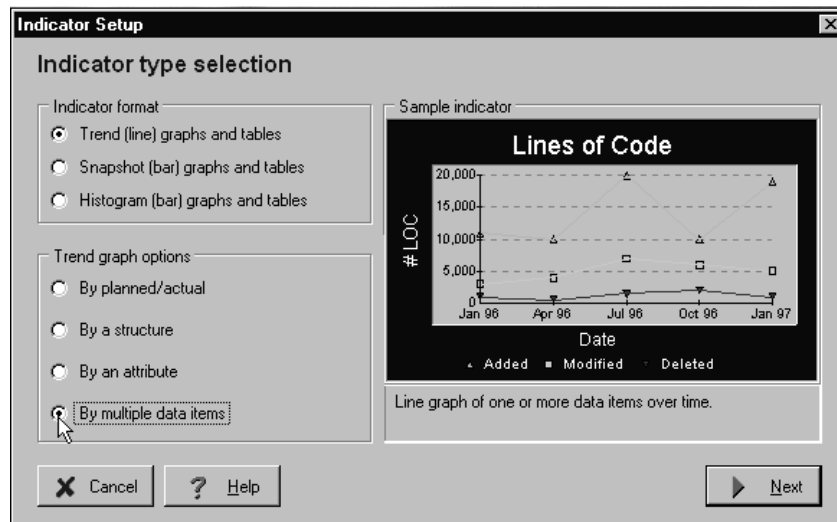 Indicator Setup
Indicator type selection
Indicator format
Trend (line) graphs and tables
Snapshot (bar) graphs and tables
Histogram (bar) graphs and tables
Trend graph options
By planned/actual
By a structure
By an attribute
By multiple data items
Sample indicator
Lines of Code
# LOC
20,000
15,000
10,000
5,000
0
Jan 96 Apr 96 Jul 96 Oct 96 Jan 97
Date
Added Modified Deleted
Line graph of one or more data items over time.
Cancel
? Help
Next